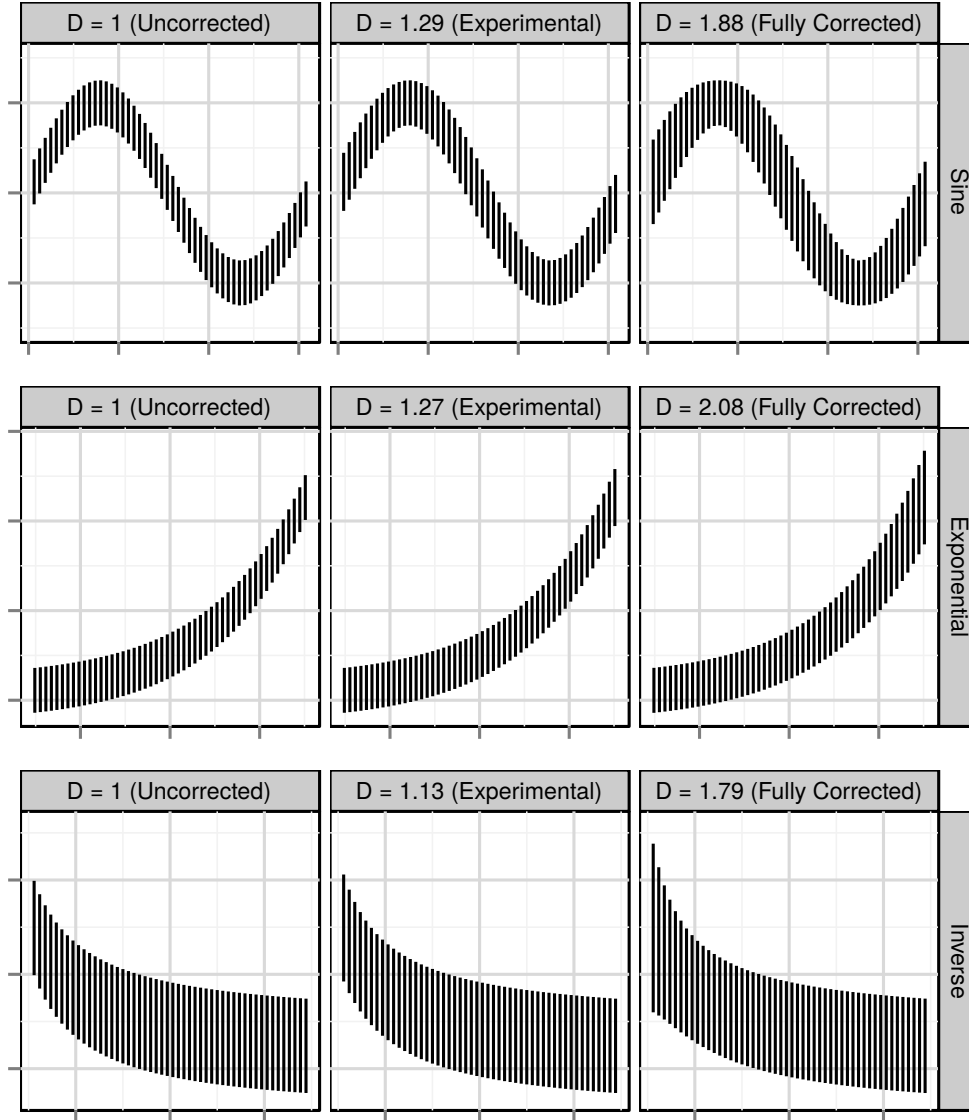 D = 1 (Uncorrected)
D = 1.29 (Experimental)
D = 1.88 (Fully Corrected)
Sine
D = 1 (Uncorrected)
D = 1.27 (Experimental)
D = 2.08 (Fully Corrected)
Exponential
D = 1 (Uncorrected)
D = 1.13 (Experimental)
D = 1.79 (Fully Corrected)
Inverse